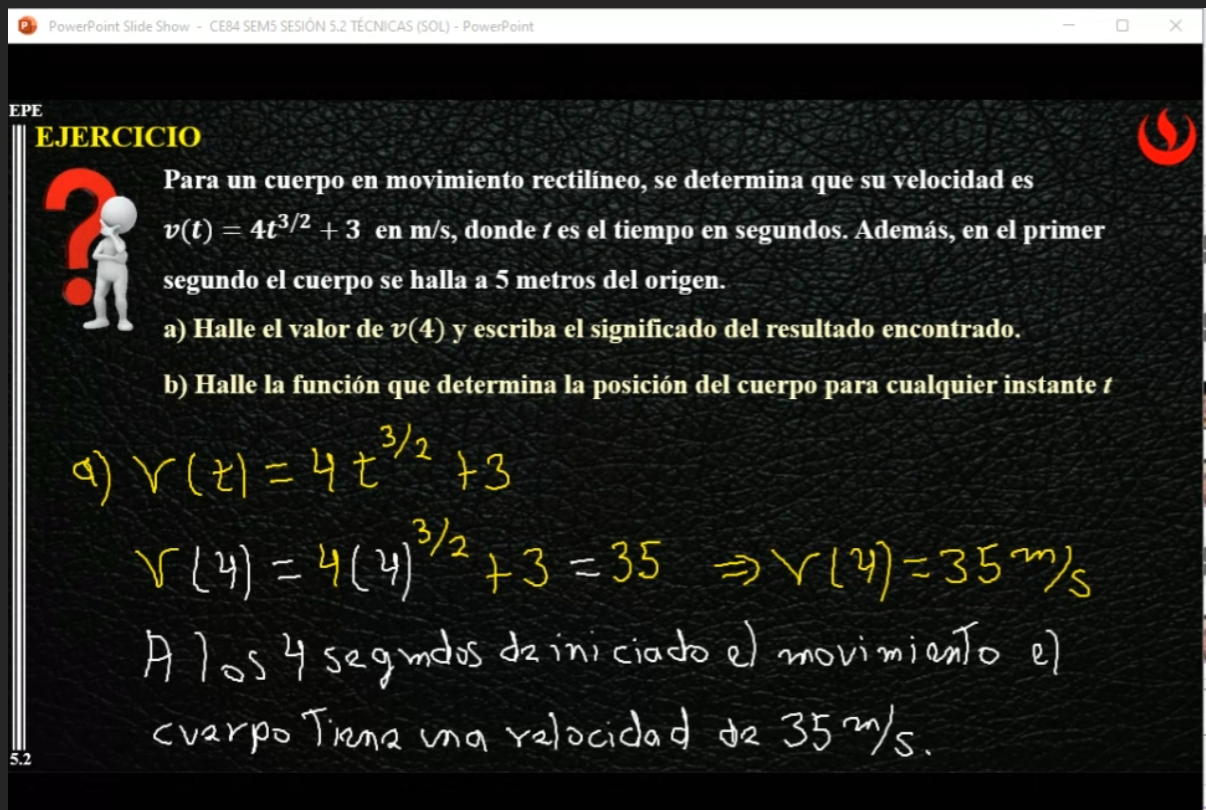 PowerPoint Slide Show - CE84 SEM5 SESIÓN 5.2 TÉCNICAS (SOL) - PowerPoint
EPE
EJERCICIO
Para un cuerpo en movimiento rectilíneo, se determina que su velocidad es
v(t) = 4t^{3/2} + 3 en m/s, donde t es el tiempo en segundos. Además, en el primer
segundo el cuerpo se halla a 5 metros del origen.
a) Halle el valor de v(4) y escriba el significado del resultado encontrado.
b) Halle la función que determina la posición del cuerpo para cualquier instante t
a) V(t) = 4t^{3/2} + 3
V(4) = 4(4)^{3/2} + 3 = 35 ⇒ V(4) = 35 m/s
A los 4 segundos de iniciado el movimiento el
cuerpo Tiene una velocidad de 35 m/s.
5.2